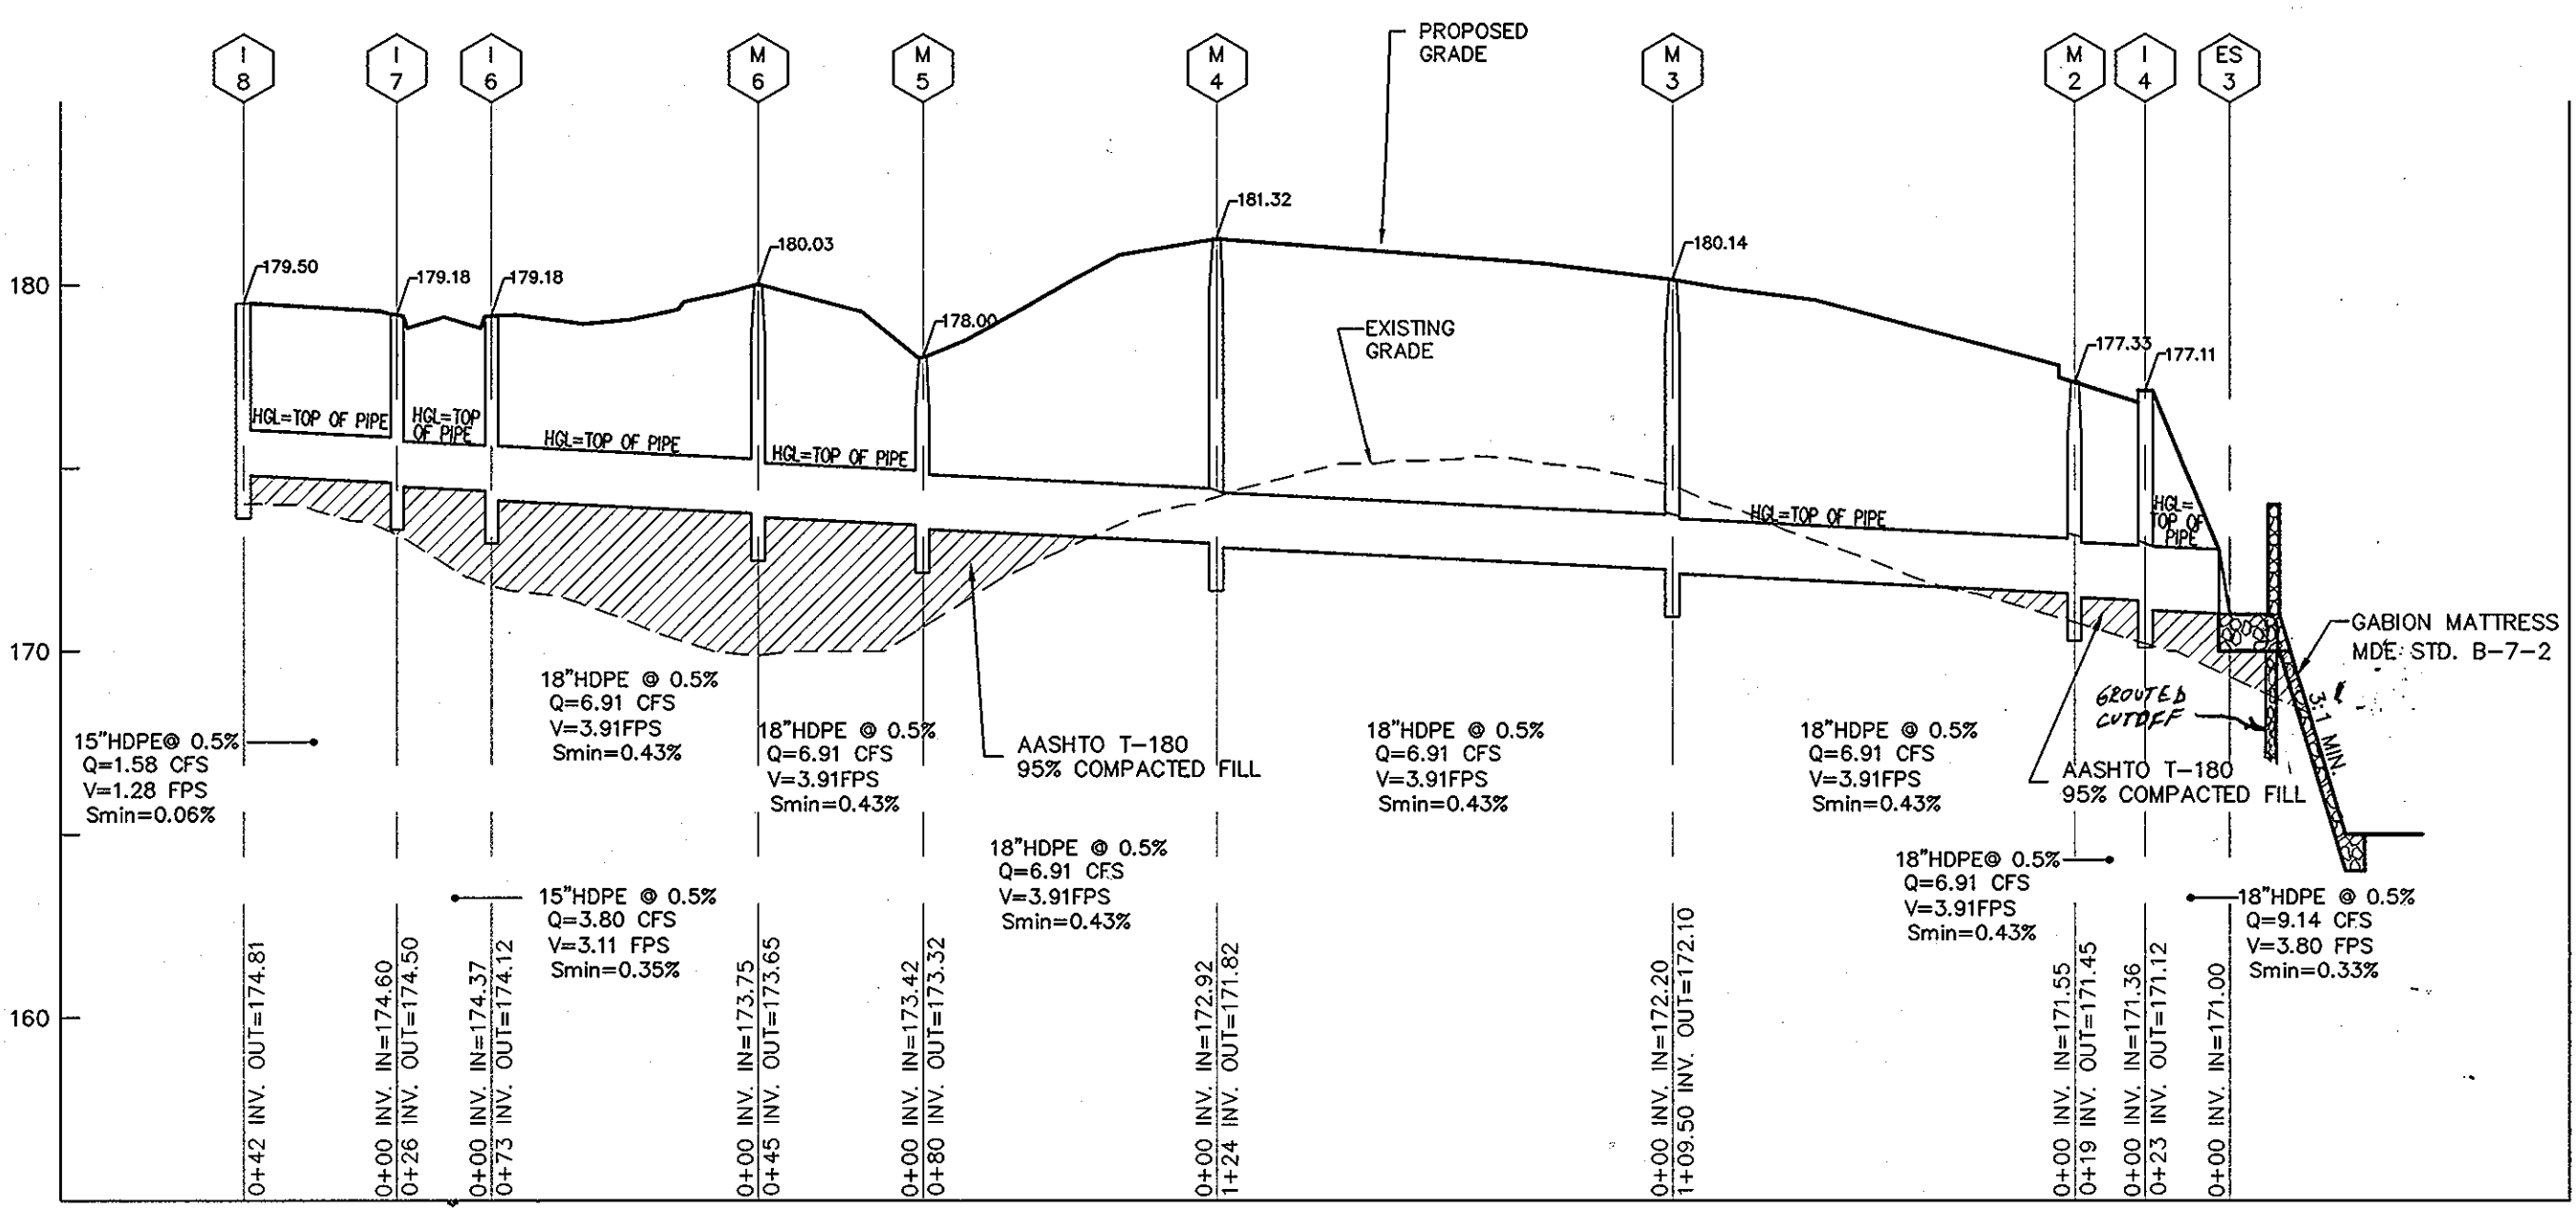 I
8
I
7
I
6
M
6
M
5
M
4
M
3
M
2
I
4
ES
3
PROPOSED
GRADE
179.50
179.18
179.18
180.03
178.00
181.32
180.14
177.33
177.11
EXISTING
GRADE
180
170
160
HGL=TOP OF PIPE
HGL=TOP
OF PIPE
HGL=TOP OF PIPE
HGL=TOP OF PIPE
HGL=TOP OF PIPE
HGL=
TOP OF
PIPE
GABION MATTRESS
MDE STD. B-7-2
GROUTED
CUTOFF
3:1 MIN.
15"HDPE@ 0.5%
Q=1.58 CFS
V=1.28 FPS
Smin=0.06%
18"HDPE @ 0.5%
Q=6.91 CFS
V=3.91FPS
Smin=0.43%
18"HDPE @ 0.5%
Q=6.91 CFS
V=3.91FPS
Smin=0.43%
AASHTO T-180
95% COMPACTED FILL
18"HDPE @ 0.5%
Q=6.91 CFS
V=3.91FPS
Smin=0.43%
18"HDPE @ 0.5%
Q=6.91 CFS
V=3.91FPS
Smin=0.43%
AASHTO T-180
95% COMPACTED FILL
15"HDPE @ 0.5%
Q=3.80 CFS
V=3.11 FPS
Smin=0.35%
18"HDPE @ 0.5%
Q=6.91 CFS
V=3.91FPS
Smin=0.43%
18"HDPE@ 0.5%
Q=6.91 CFS
V=3.91FPS
Smin=0.43%
18"HDPE @ 0.5%
Q=9.14 CFS
V=3.80 FPS
Smin=0.33%
0+42 INV. OUT=174.81
0+00 INV. IN=174.60
0+26 INV. OUT=174.50
0+00 INV. IN=174.37
0+73 INV. OUT=174.12
0+00 INV. IN=173.75
0+45 INV. OUT=173.65
0+00 INV. IN=173.42
0+80 INV. OUT=173.32
0+00 INV. IN=172.92
1+24 INV. OUT=171.82
0+00 INV. IN=172.20
1+09.50 INV. OUT=172.10
0+00 INV. IN=171.55
0+19 INV. OUT=171.45
0+00 INV. IN=171.36
0+23 INV. OUT=171.12
0+00 INV. IN=171.00